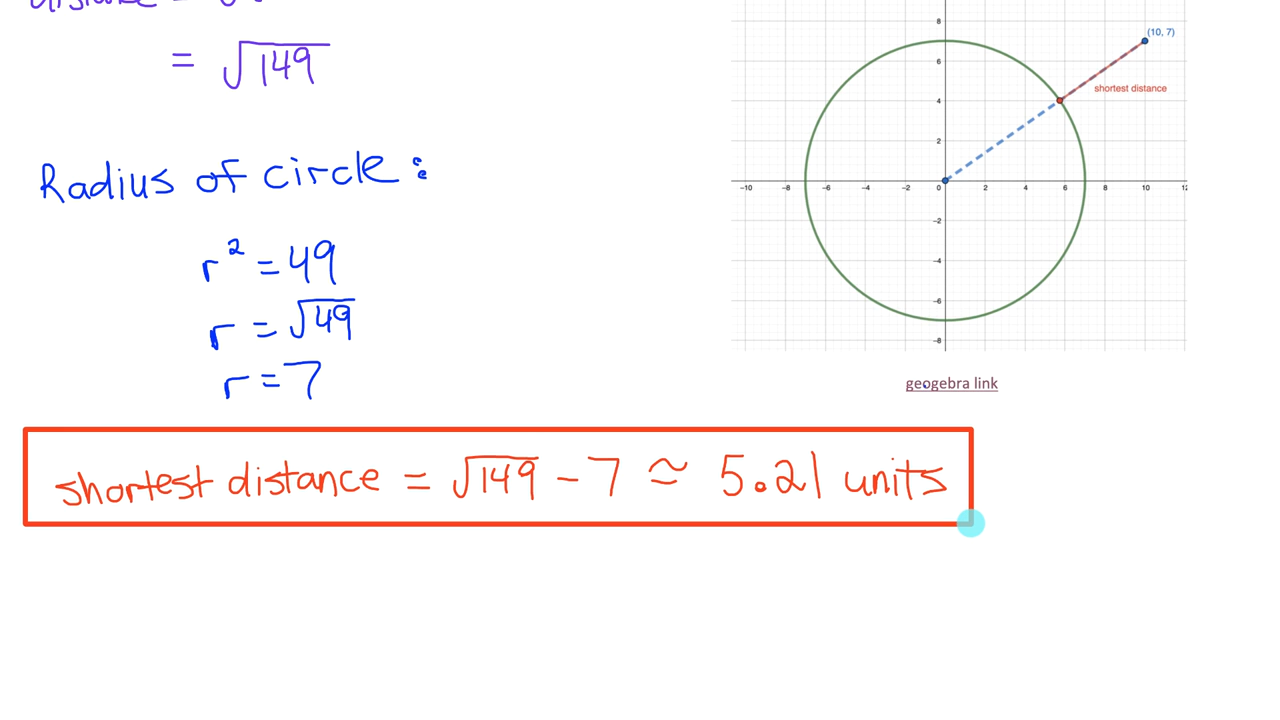 = √149
Radius of circle:
r² = 49
r = √49
r = 7
shortest distance = √149 - 7 ≈ 5.21 units
(10, 7)
shortest distance
8
6
4
2
0
-2
-4
-6
-8
-10 -8 -6 -4 -2 2 4 6 8 10
geogebra link